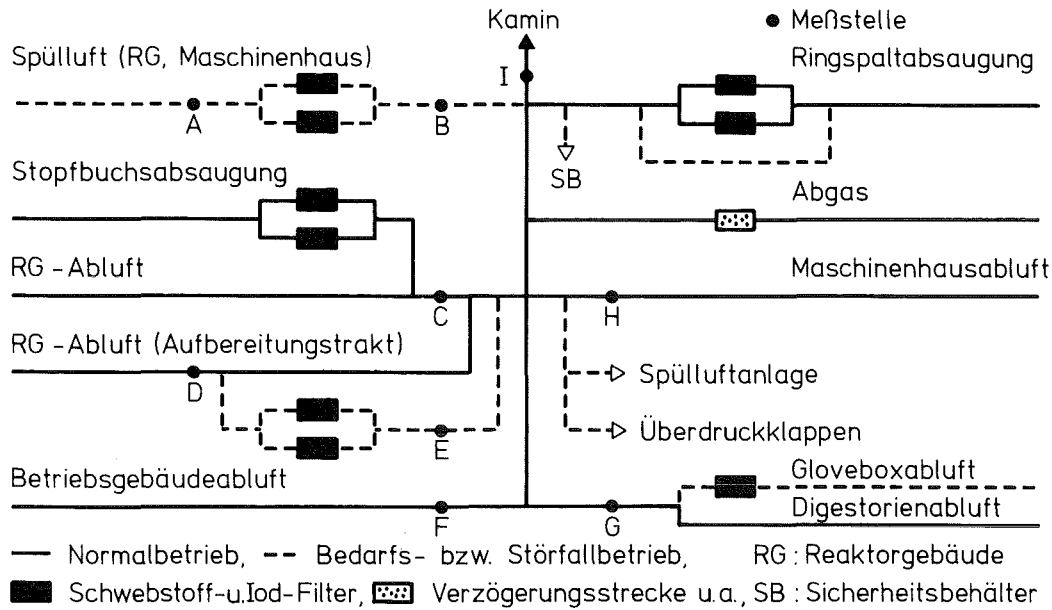 Kamin
Meßstelle
Spülluft (RG, Maschinenhaus)
Ringspaltabsaugung
I
A
B
SB
Stopfbuchsabsaugung
Abgas
RG - Abluft
Maschinenhausabluft
C
H
RG - Abluft (Aufbereitungstrakt)
D
Spülluftanlage
E
Überdruckklappen
Betriebsgebäudeabluft
Gloveboxabluft
Digestorienabluft
F
G
Normalbetrieb, Bedarfs- bzw. Störfallbetrieb, RG : Reaktorgebäude
Schwebstoff-u.Iod-Filter, Verzögerungsstrecke u.a., SB : Sicherheitsbehälter